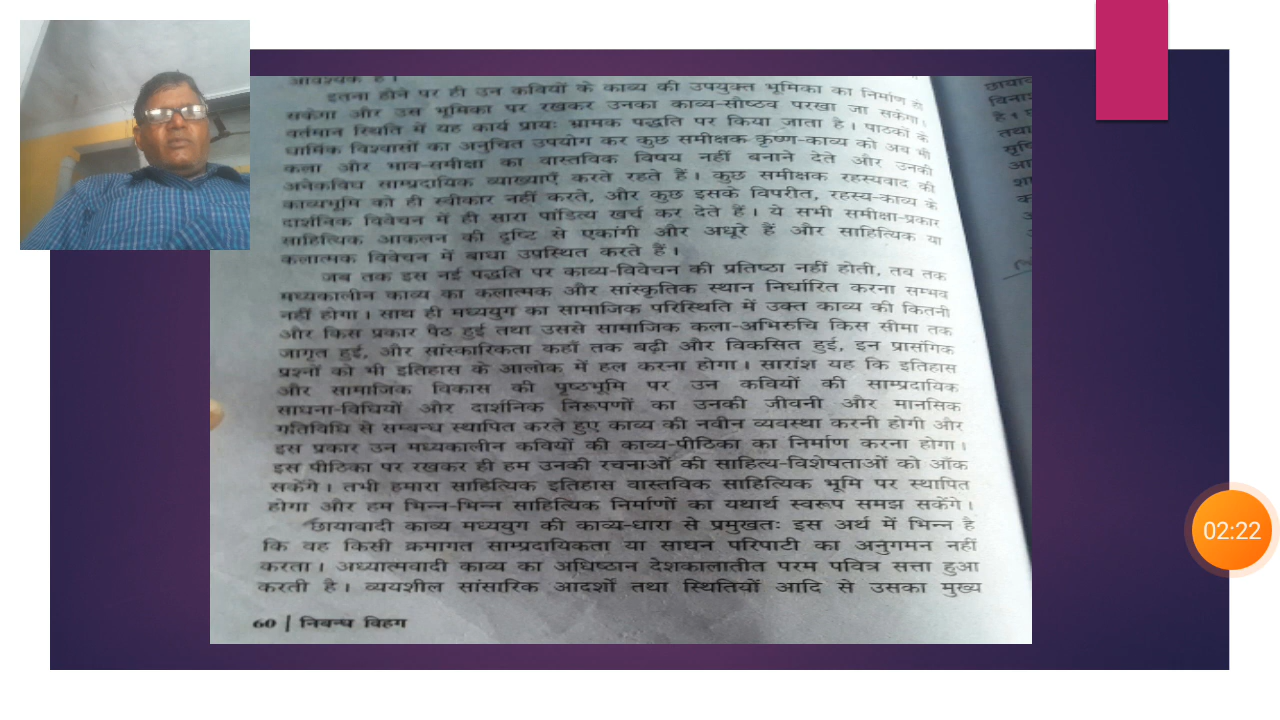 आवश्यक है।
इतना होने पर ही उन कवियों के काव्य की उपयुक्त भूमिका का निर्माण हो
सकेगा और उस भूमिका पर रखकर उनका काव्य-सौष्ठव परखा जा सकेगा।
वर्तमान स्थिति में यह कार्य प्रायः भ्रामक पद्धति पर किया जाता है। पाठकों के
धार्मिक विश्वासों का अनुचित उपयोग कर कुछ समीक्षक कृष्ण-काव्य को अब भी
कला और भाव-समीक्षा का वास्तविक विषय नहीं बनाने देते और उनकी
अनेकविध साम्प्रदायिक व्याख्याएँ करते रहते हैं। कुछ समीक्षक रहस्यवाद की
काव्यभूमि को ही स्वीकार नहीं करते, और कुछ इसके विपरीत, रहस्य-काव्य के
दार्शनिक विवेचन में ही सारा पांडित्य खर्च कर देते हैं। ये सभी समीक्षा-प्रकार
साहित्यिक आकलन की दृष्टि से एकांगी और अधूरे हैं और साहित्यिक या
कलात्मक विवेचन में बाधा उपस्थित करते हैं।
जब तक इस नई पद्धति पर काव्य-विवेचन की प्रतिष्ठा नहीं होती, तब तक
मध्यकालीन काव्य का कलात्मक और सांस्कृतिक स्थान निर्धारित करना सम्भव
नहीं होगा। साथ ही मध्ययुग का सामाजिक परिस्थिति में उक्त काव्य की कितनी
और किस प्रकार पैठ हुई तथा उससे सामाजिक कला-अभिरुचि किस सीमा तक
जागृत हुई, और सांस्कारिकता कहाँ तक बढ़ी और विकसित हुई, इन प्रासंगिक
प्रश्नों को भी इतिहास के आलोक में हल करना होगा। सारांश यह कि इतिहास
और सामाजिक विकास की पृष्ठभूमि पर उन कवियों की साम्प्रदायिक
साधना-विधियों और दार्शनिक निरूपणों का उनकी जीवनी और मानसिक
गतिविधि से सम्बन्ध स्थापित करते हुए काव्य की नवीन व्यवस्था करनी होगी और
इस प्रकार उन मध्यकालीन कवियों की काव्य-पीठिका का निर्माण करना होगा।
इस पीठिका पर रखकर ही हम उनकी रचनाओं की साहित्य-विशेषताओं को आँक
सकेंगे। तभी हमारा साहित्यिक इतिहास वास्तविक साहित्यिक भूमि पर स्थापित
होगा और हम भिन्न-भिन्न साहित्यिक निर्माणों का यथार्थ स्वरूप समझ सकेंगे।
छायावादी काव्य मध्ययुग की काव्य-धारा से प्रमुखतः इस अर्थ में भिन्न है
कि वह किसी क्रमागत साम्प्रदायिकता या साधन परिपाटी का अनुगमन नहीं
करता। अध्यात्मवादी काव्य का अधिष्ठान देशकालातीत परम पवित्र सत्ता हुआ
करती है। व्ययशील सांसारिक आदर्शों तथा स्थितियों आदि से उसका मुख्य
60 | निबन्ध विहग
02:22